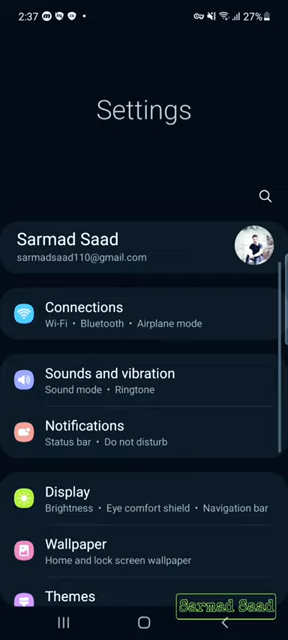 2:37
27%
Settings
Sarmad Saad
sarmadsaad110@gmail.com
Connections
Wi-Fi • Bluetooth • Airplane mode
Sounds and vibration
Sound mode • Ringtone
Notifications
Status bar • Do not disturb
Display
Brightness • Eye comfort shield • Navigation bar
Wallpaper
Home and lock screen wallpaper
Themes
Sarmad Saad